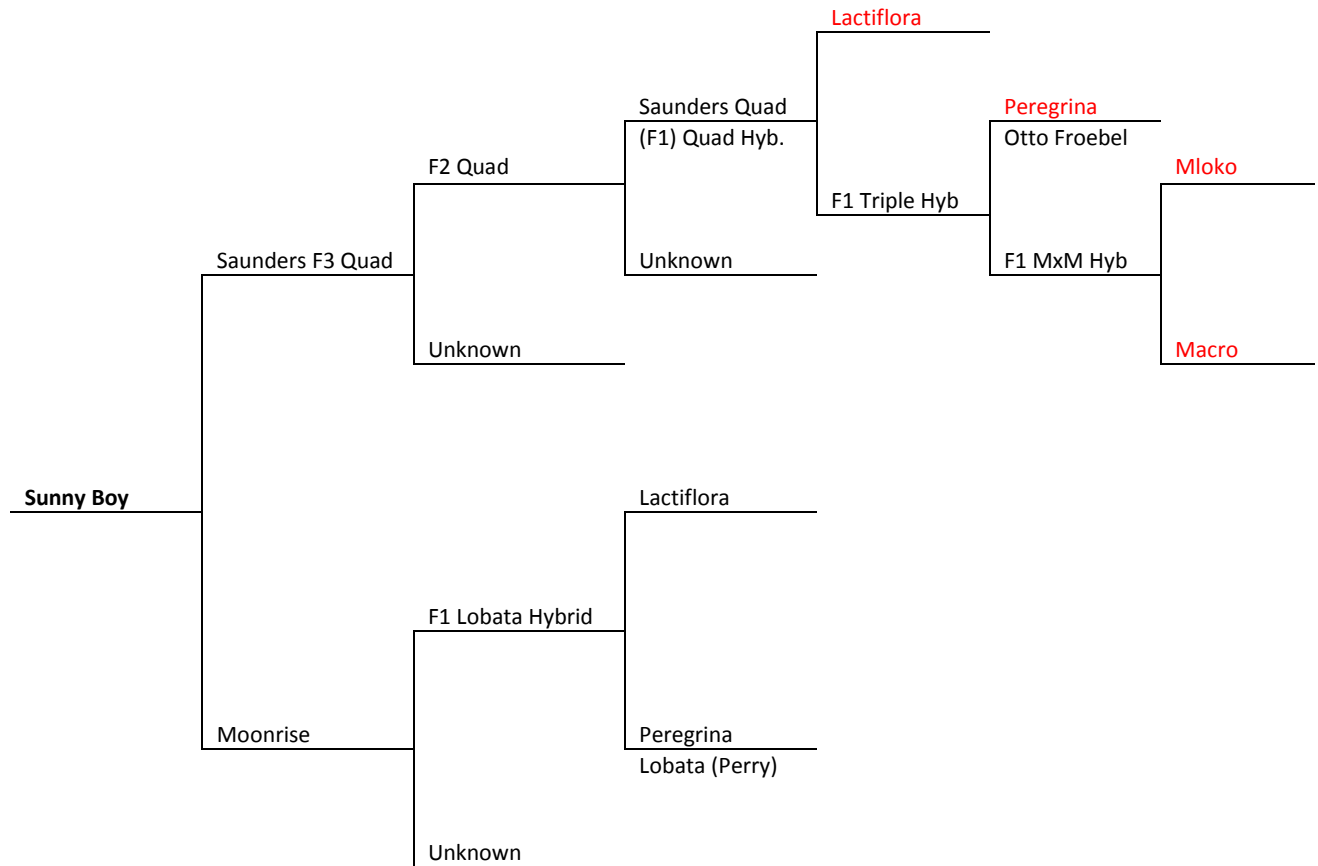 Lactiflora
Saunders Quad
Peregrina
(F1) Quad Hyb.
Otto Froebel
F2 Quad
Mloko
F1 Triple Hyb
Saunders F3 Quad
Unknown
F1 MxM Hyb
Unknown
Macro
Sunny Boy
Lactiflora
F1 Lobata Hybrid
Moonrise
Peregrina
Lobata (Perry)
Unknown